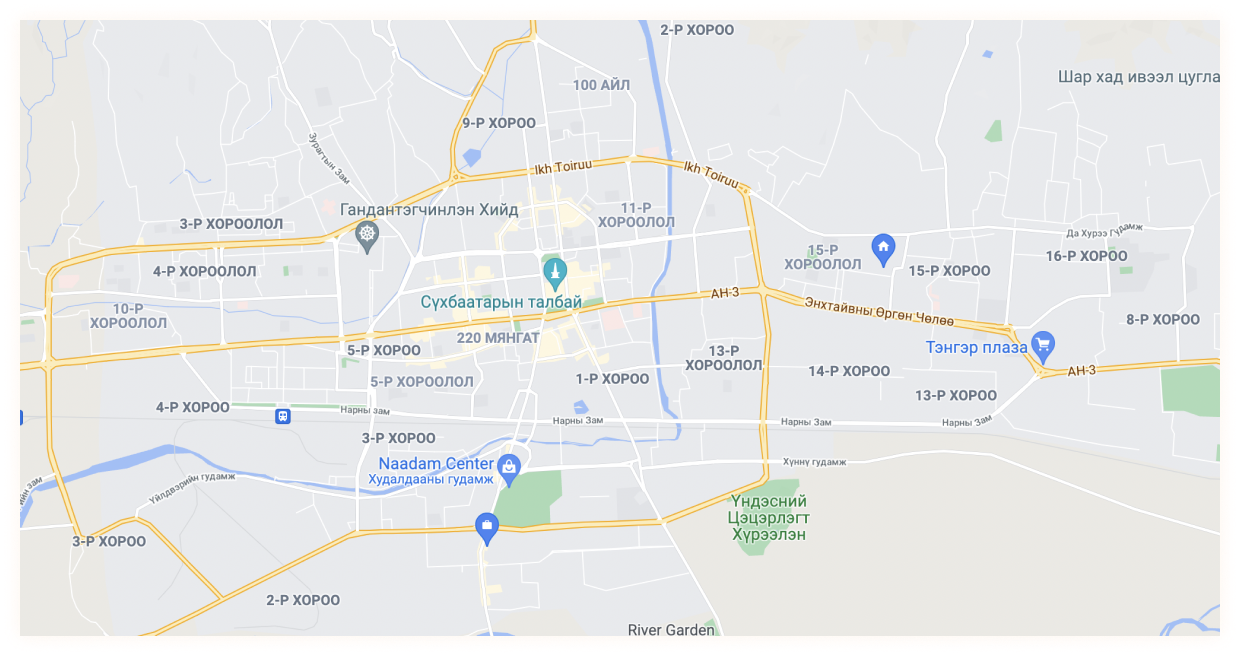 2-Р ХОРОО
Шар хад ивээл цугла
100 АЙЛ
9-Р ХОРОО
Зурагтын Зам
Ikh Toiruu
Ikh Toiruu
Гандантэгчинлэн Хийд
11-Р
ХОРООЛОЛ
3-Р ХОРООЛОЛ
Да Хүрээ Гудамж
15-Р
ХОРООЛОЛ
16-Р ХОРОО
4-Р ХОРООЛОЛ
15-Р ХОРОО
AH-3
Сүхбаатарын талбай
10-Р
ХОРООЛОЛ
Энхтайвны Өргөн Чөлөө
8-Р ХОРОО
220 МЯНГАТ
5-Р ХОРОО
Тэнгэр плаза
13-Р
ХОРООЛОЛ
14-Р ХОРОО
AH-3
5-Р ХОРООЛОЛ
1-Р ХОРОО
13-Р ХОРОО
4-Р ХОРОО
Нарны зам
Нарны Зам
Нарны Зам
Нарны Зам
3-Р ХОРОО
Naadam Center
Худалдааны гудамж
Хүннү гудамж
Үйлдвэрийн гудамж
ийн зам
Үндэсний
Цэцэрлэгт
Хүрээлэн
3-Р ХОРОО
2-Р ХОРОО
River Garden